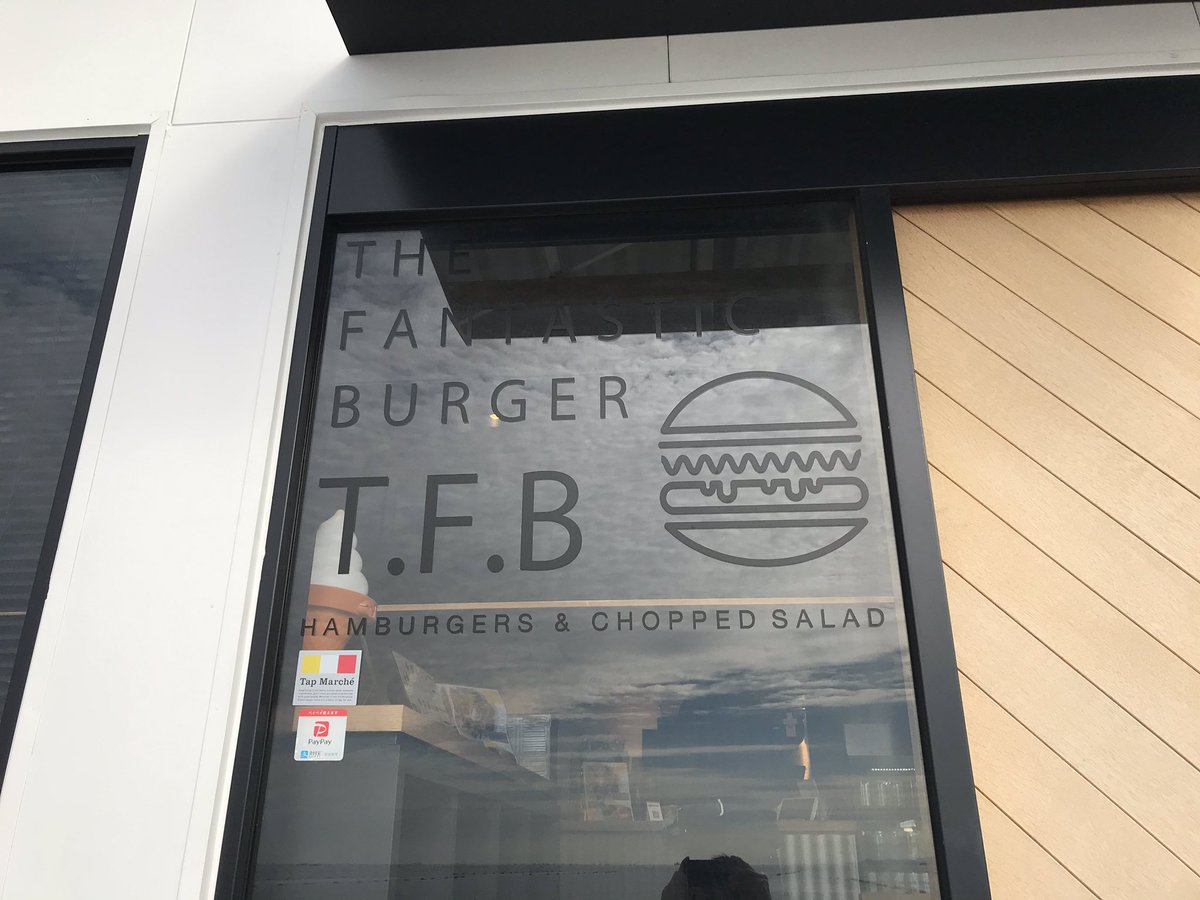 THE
FANTASTIC
BURGER
T.F.B
HAMBURGERS & CHOPPED SALAD
Tap Marché
PayPay